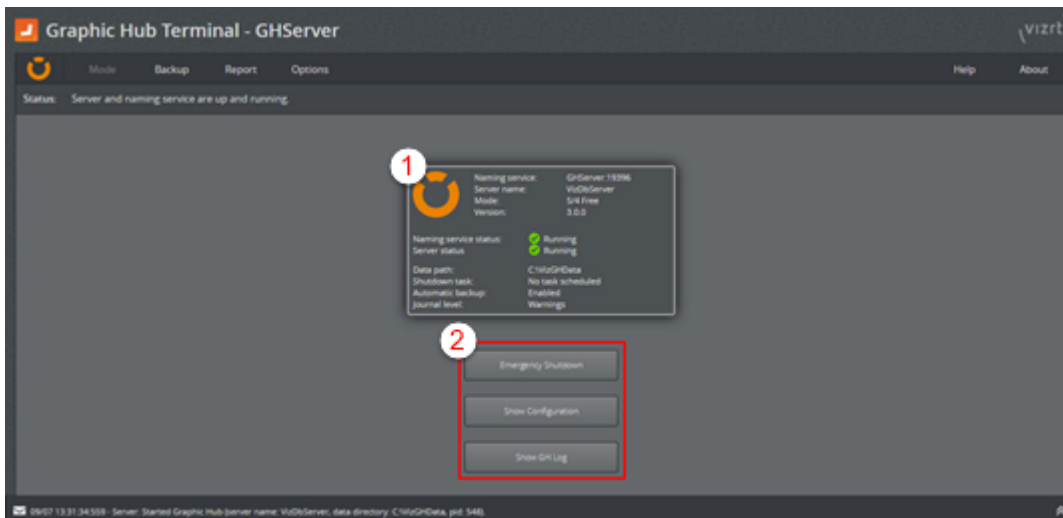 Graphic Hub Terminal - GHServer
vizrt
Mode Backup Report Options Help About
Status: Server and naming service are up and running.
1
Naming service: GHServer:19396
Server name: VizDbServer
Mode: 5/4 Free
Version: 3.0.0
Naming service status: Running
Server status Running
Data path: C:\VizGHData
Shutdown task: No task scheduled
Automatic backup: Enabled
Journal level: Warnings
2
Emergency Shutdown
Show Configuration
Show GH Log
09/07 13:31:34:559 - Server: Started Graphic Hub (server name: VizDbServer, data directory: C:\VizGHData, pid: 548).